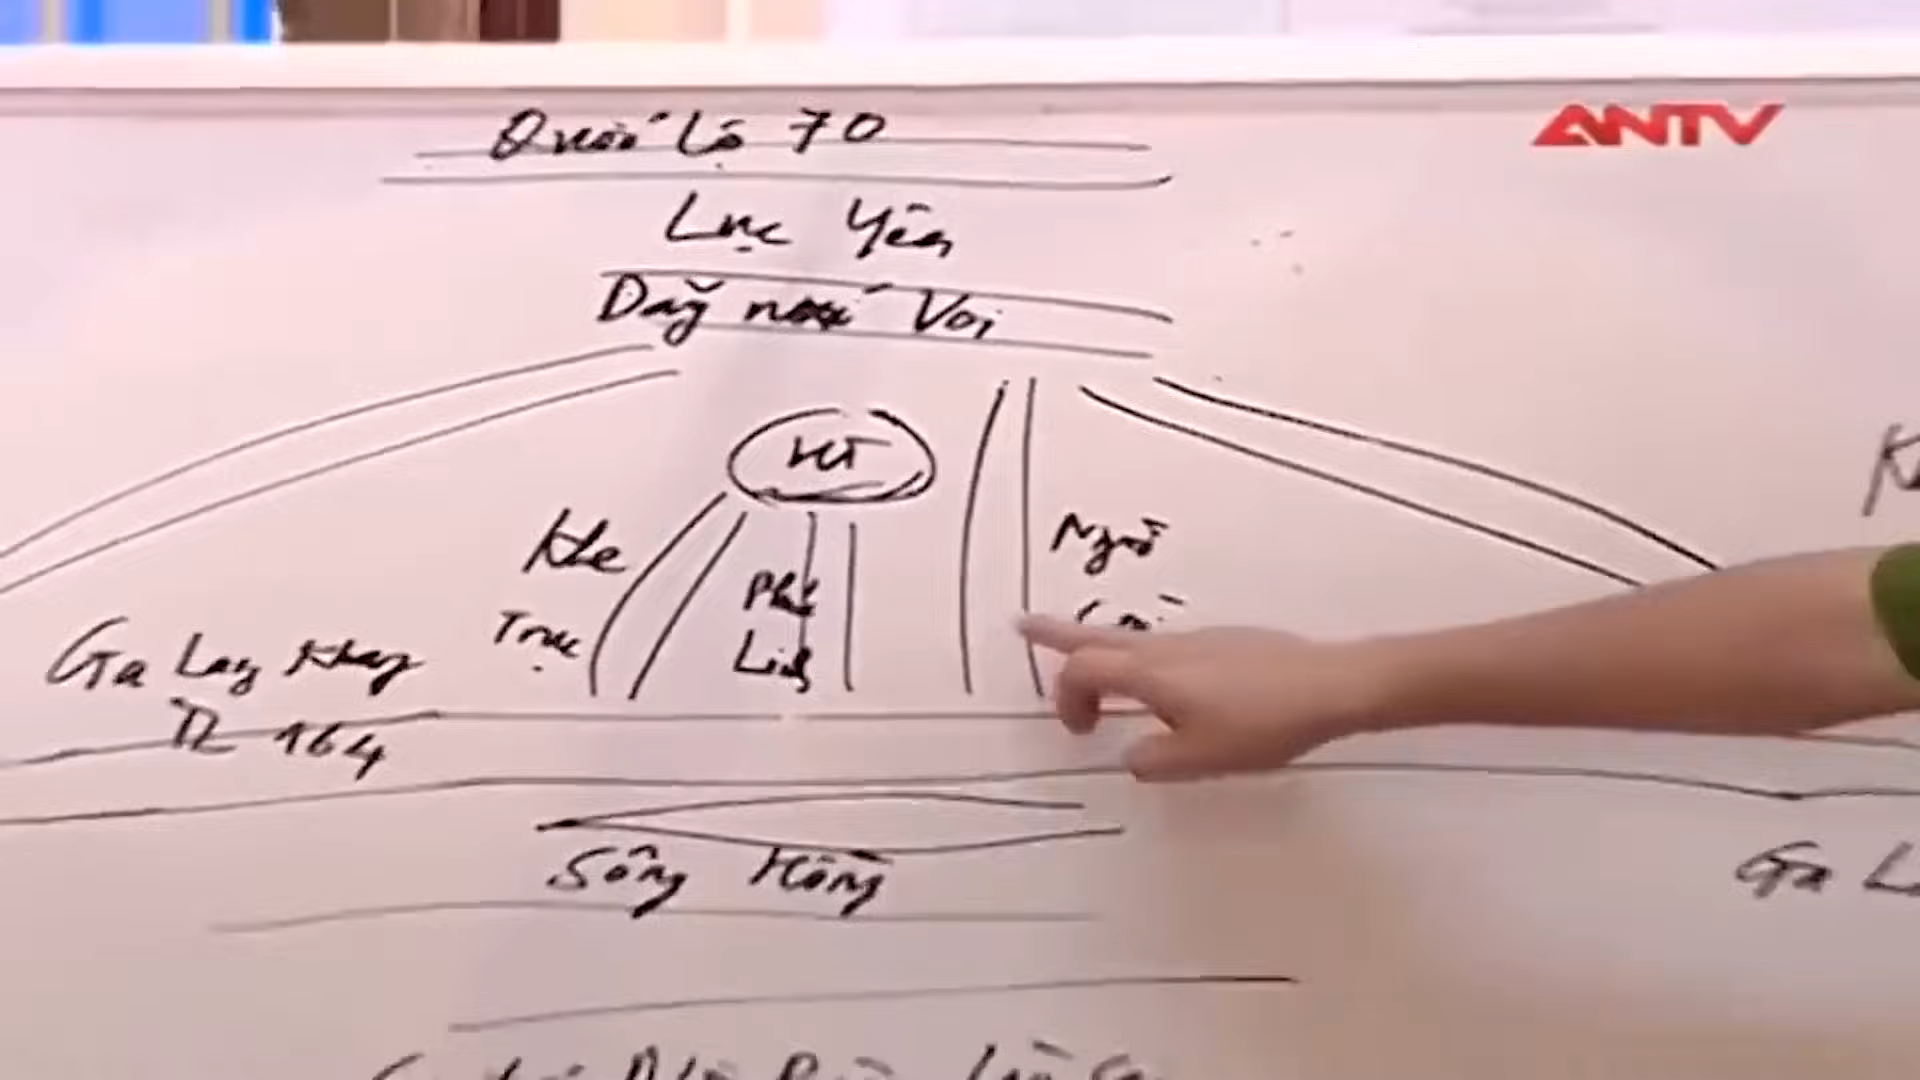 ANTV
Quốc Lộ 70
Lục Yên
Dãy núi Voi
VT
Khe
Trục
Phú
Linh
Ngòi
Ga Lang Khay
TL 164
Sông Hồng
Ga